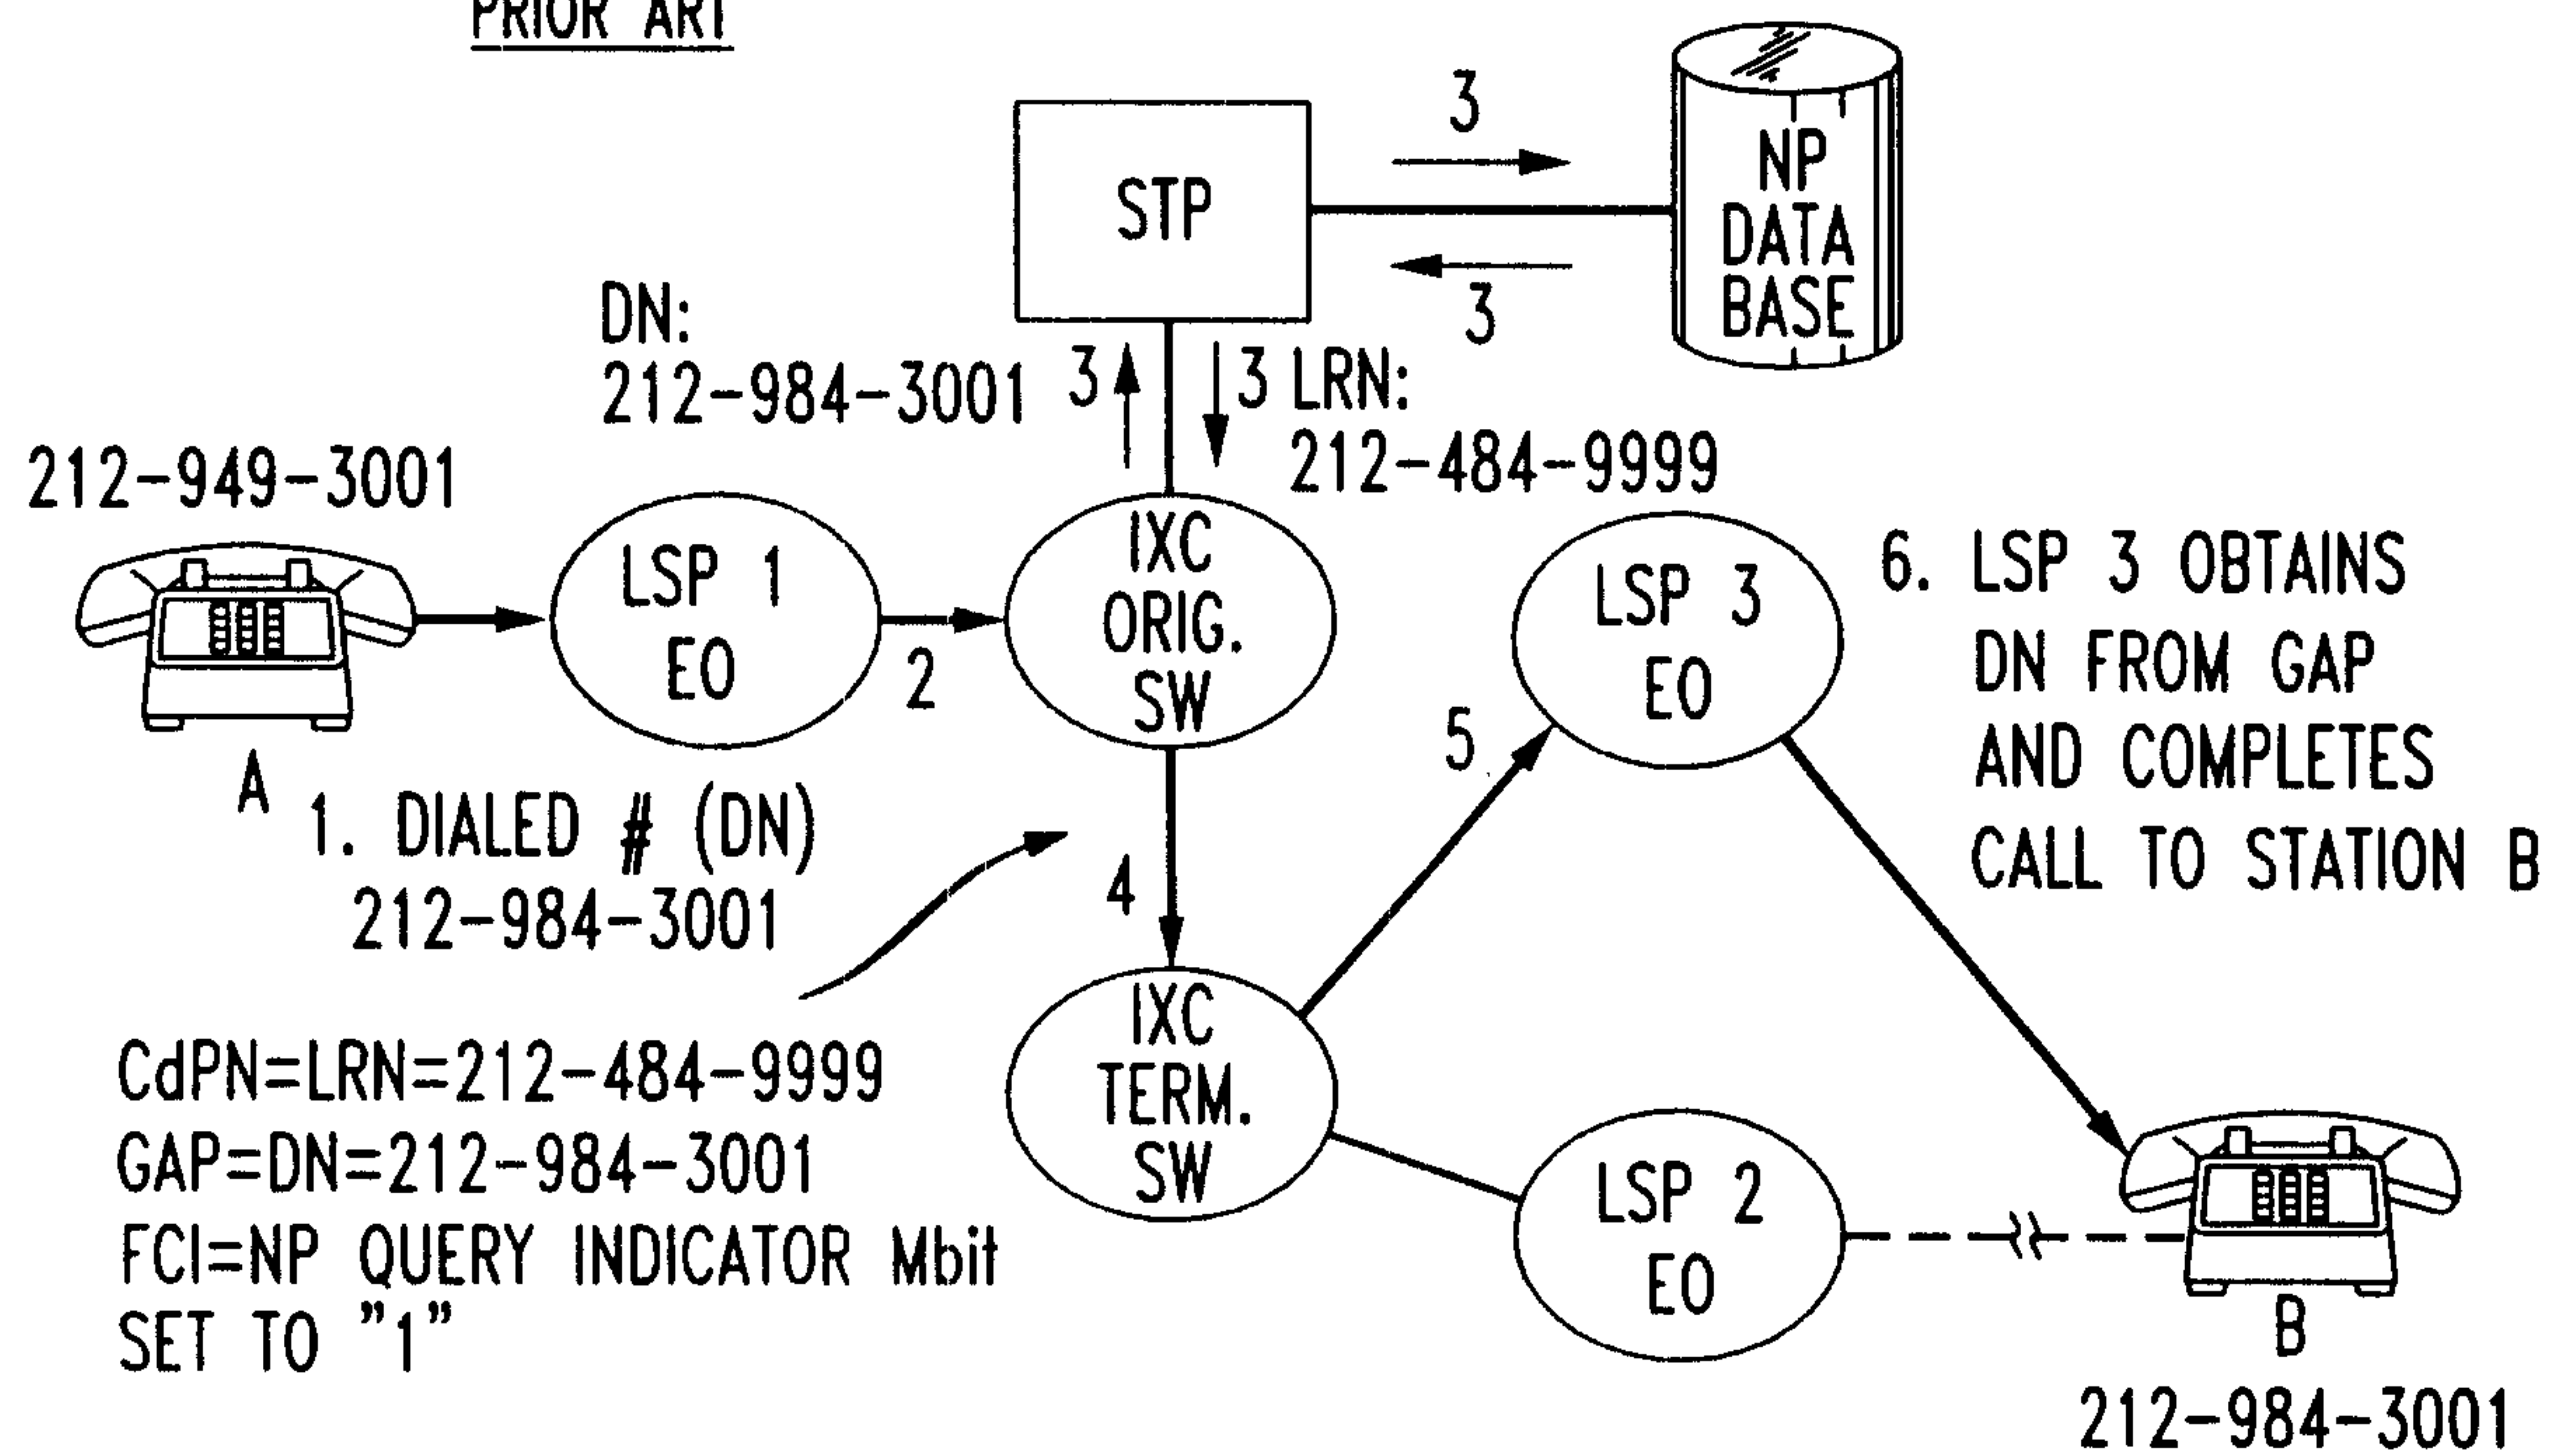 PRIOR ART
3
STP
NP
DATA
BASE
3
DN:
212-984-3001
3
3
LRN:
212-484-9999
212-949-3001
A
LSP 1
EO
2
IXC
ORIG.
SW
LSP 3
EO
6. LSP 3 OBTAINS
DN FROM GAP
AND COMPLETES
CALL TO STATION B
5
1. DIALED # (DN)
212-984-3001
4
IXC
TERM.
SW
CdPN=LRN=212-484-9999
GAP=DN=212-984-3001
FCI=NP QUERY INDICATOR Mbit
SET TO "1"
LSP 2
EO
B
212-984-3001